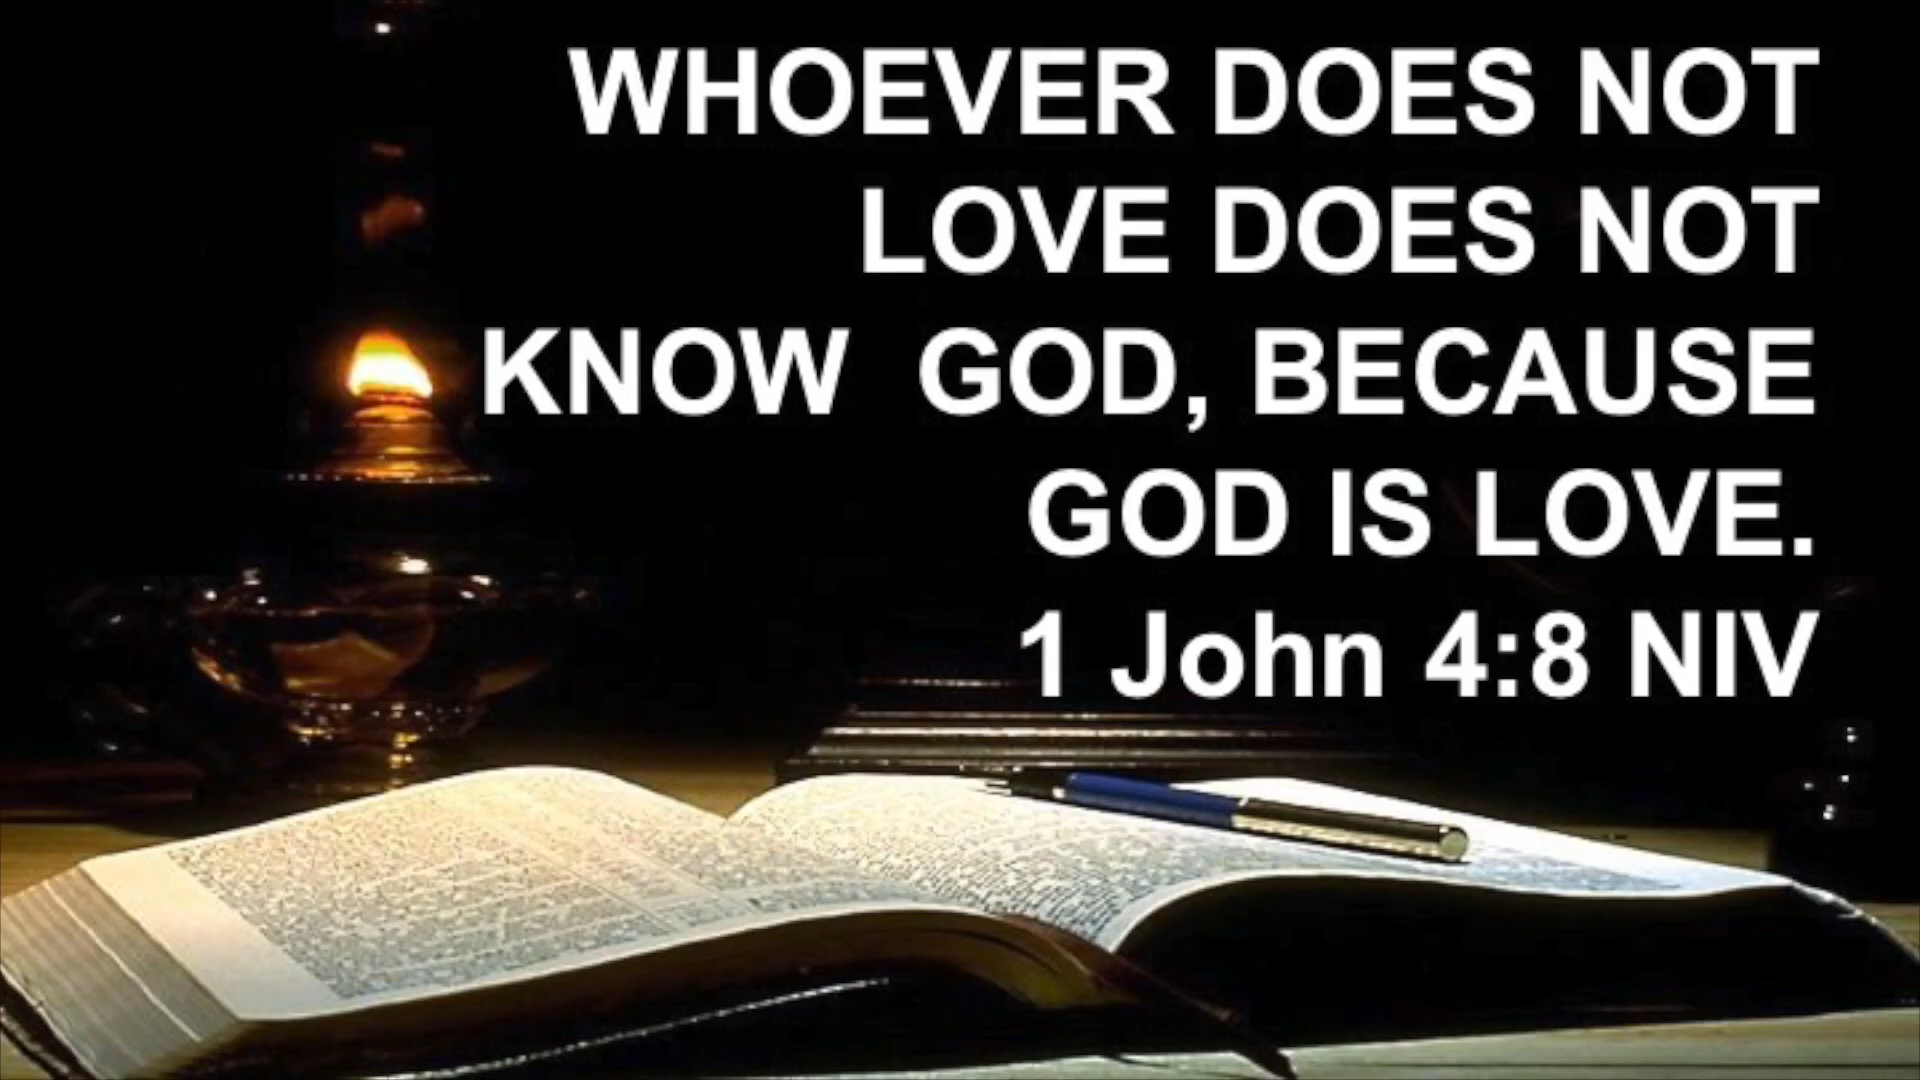 WHOEVER DOES NOT
LOVE DOES NOT
KNOW  GOD, BECAUSE
GOD IS LOVE.
1 John 4:8 NIV